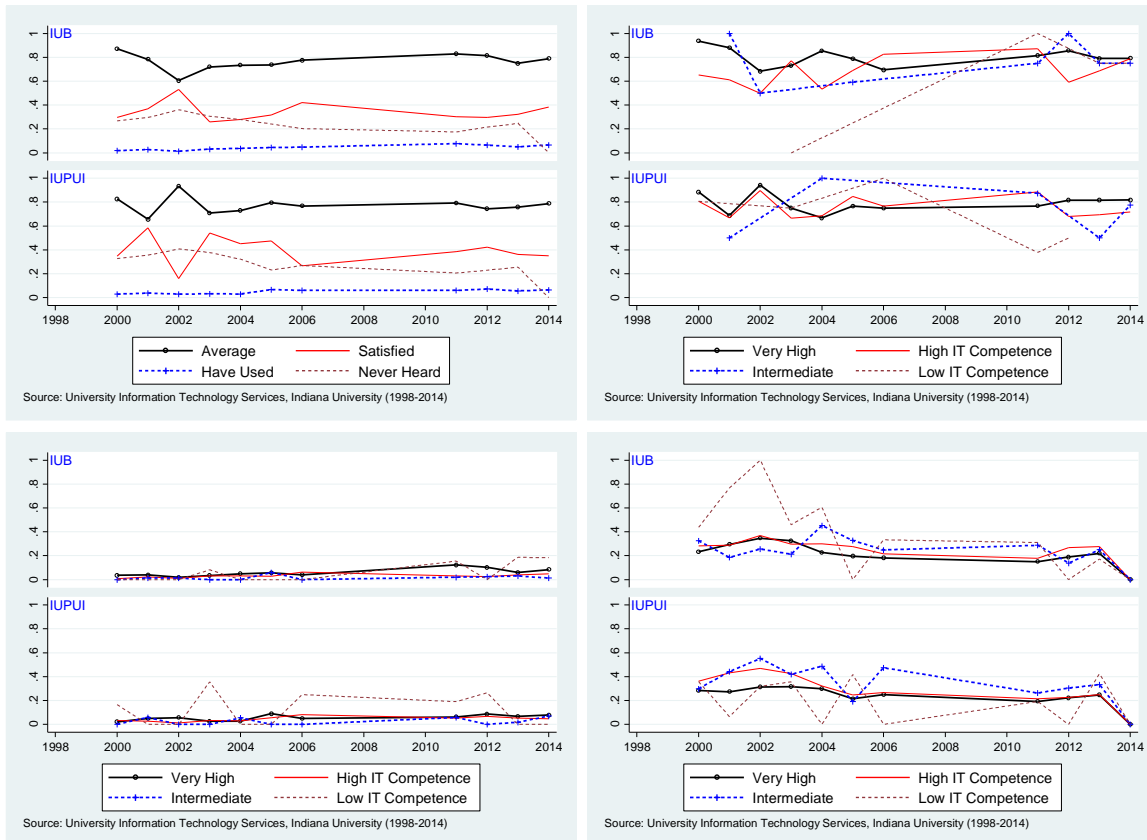 IUB
1
.8
.6
.4
.2
0
IUPUI
1
.8
.6
.4
.2
0
1998 2000 2002 2004 2006 2008 2010 2012 2014
Average Satisfied
Have Used Never Heard
Source: University Information Technology Services, Indiana University (1998-2014)
IUB
1
.8
.6
.4
.2
0
IUPUI
1
.8
.6
.4
.2
0
1998 2000 2002 2004 2006 2008 2010 2012 2014
Very High High IT Competence
Intermediate Low IT Competence
Source: University Information Technology Services, Indiana University (1998-2014)
IUB
1
.8
.6
.4
.2
0
IUPUI
1
.8
.6
.4
.2
0
1998 2000 2002 2004 2006 2008 2010 2012 2014
Very High High IT Competence
Intermediate Low IT Competence
Source: University Information Technology Services, Indiana University (1998-2014)
IUB
1
.8
.6
.4
.2
0
IUPUI
1
.8
.6
.4
.2
0
1998 2000 2002 2004 2006 2008 2010 2012 2014
Very High High IT Competence
Intermediate Low IT Competence
Source: University Information Technology Services, Indiana University (1998-2014)